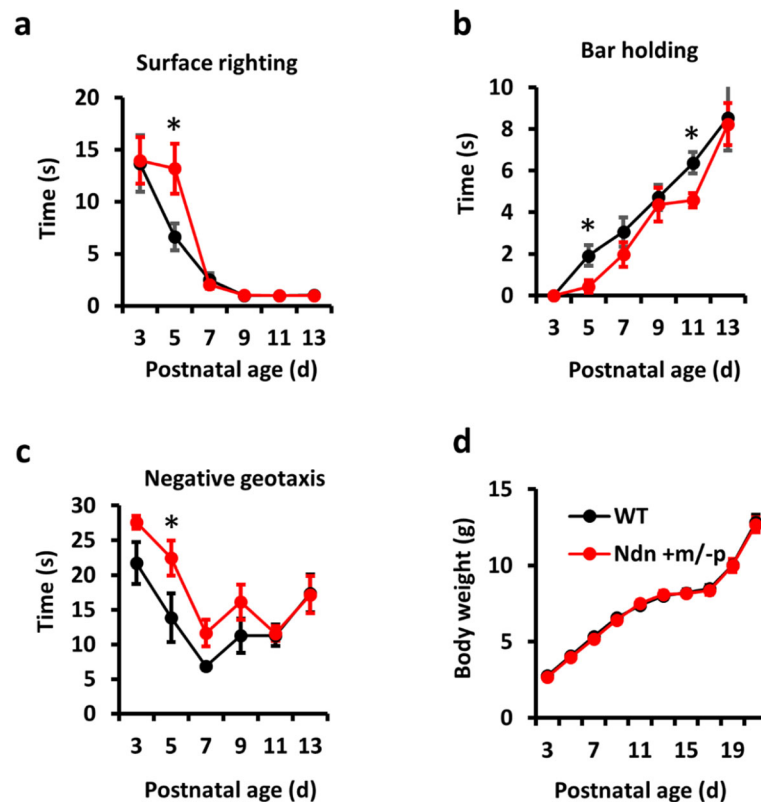 a
Surface righting
20
15
10
5
0
*
Time (s)
3 5 7 9 11 13
Postnatal age (d)
b
Bar holding
10
8
6
4
2
0
*
*
Time (s)
3 5 7 9 11 13
Postnatal age (d)
c
Negative geotaxis
30
25
20
15
10
5
0
*
Time (s)
3 5 7 9 11 13
Postnatal age (d)
d
15
10
5
0
WT
Ndn +m/-p
Body weight (g)
3 7 11 15 19
Postnatal age (d)